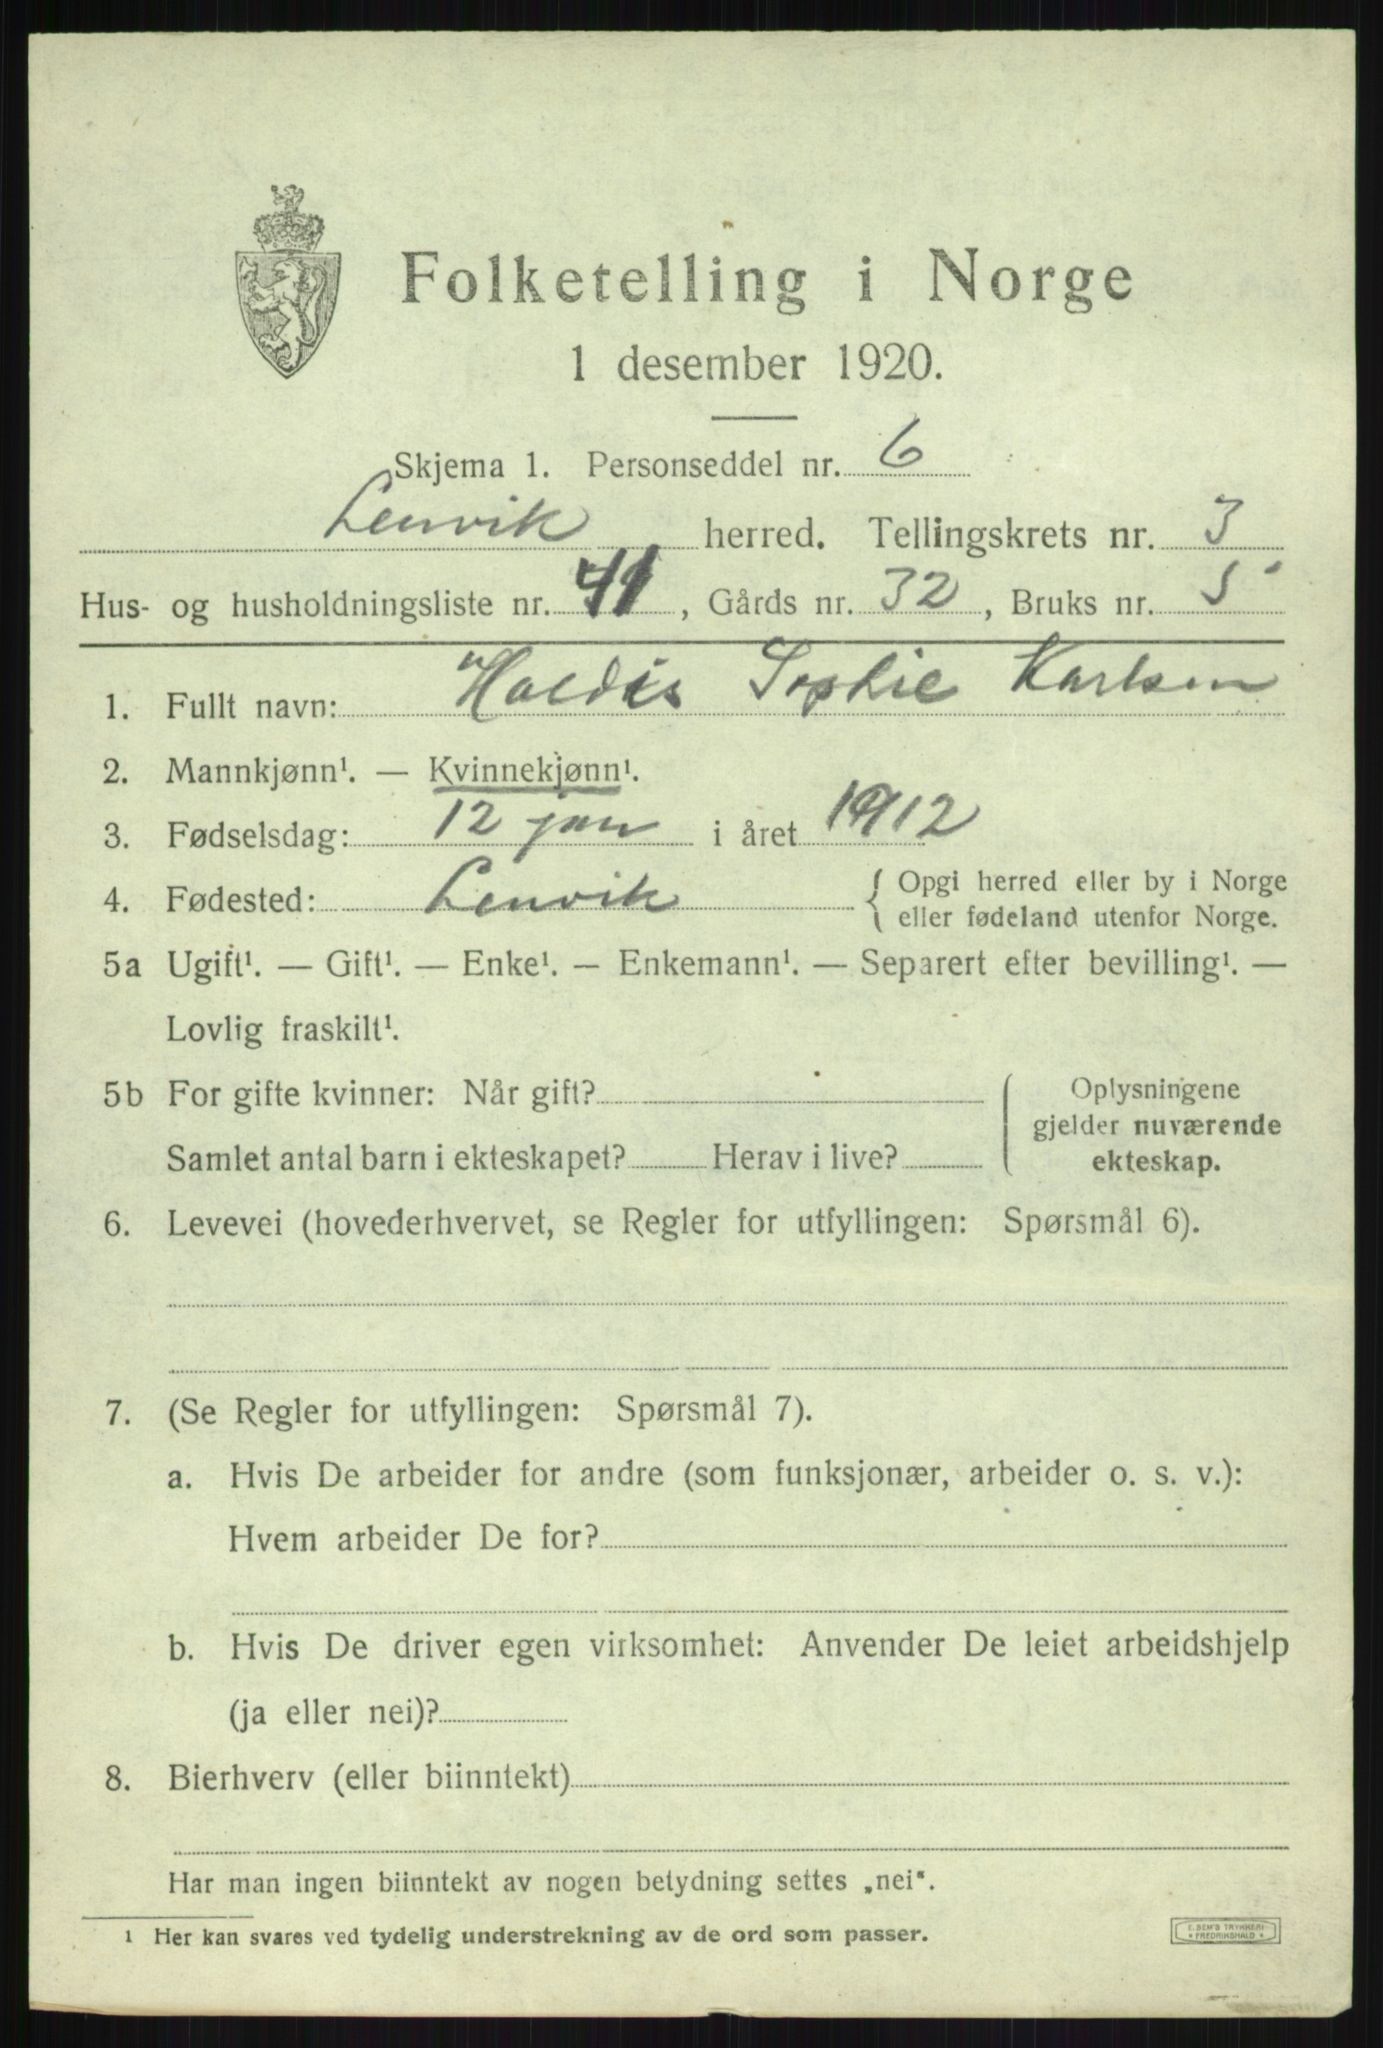 Folketelling i Norge
1 desember 1920.
Skjema 1. Personseddel nr. 6
Lenvik herred. Tellingskrets nr. 3
Hus- og husholdningsliste nr. 41, Gårds nr. 32, Bruks nr. 5
1. Fullt navn: Haldis Sophie Karlsen
2. Mannkjønn¹. — Kvinnekjønn¹.
3. Fødselsdag: 12 jan i året 1912
4. Fødested: Lenvik { Opgi herred eller by i Norge
eller fødeland utenfor Norge.
5a Ugift¹. — Gift¹. — Enke¹. — Enkemann¹. — Separert efter bevilling¹. —
Lovlig fraskilt¹.
5b For gifte kvinner: Når gift?
Samlet antal barn i ekteskapet? Herav i live?
Oplysningene
gjelder nuværende
ekteskap.
6. Levevei (hovederhvervet, se Regler for utfyllingen: Spørsmål 6).
7. (Se Regler for utfyllingen: Spørsmål 7).
a. Hvis De arbeider for andre (som funksjonær, arbeider o. s. v.):
Hvem arbeider De for?
b. Hvis De driver egen virksomhet: Anvender De leiet arbeidshjelp
(ja eller nei)?
8. Bierhverv (eller biinntekt)
Har man ingen biinntekt av nogen betydning settes „nei“.
¹ Her kan svares ved tydelig understrekning av de ord som passer.
E. SEM'S TRYKKERI
* FREDRIKSHALD *